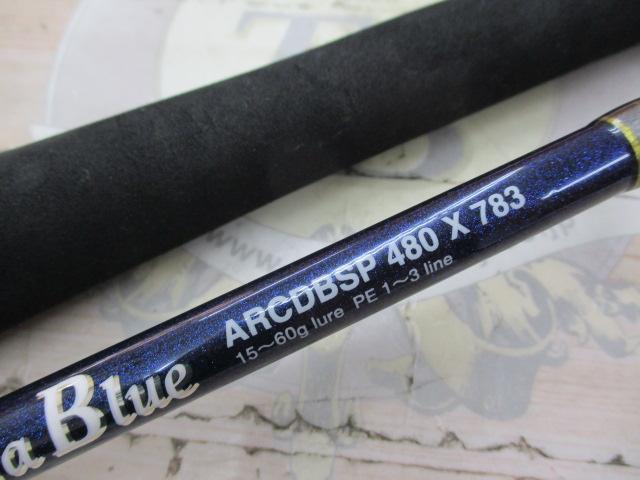 ARCDBSP 480 X 783
15～60g lure PE 1～3 line
a Blue